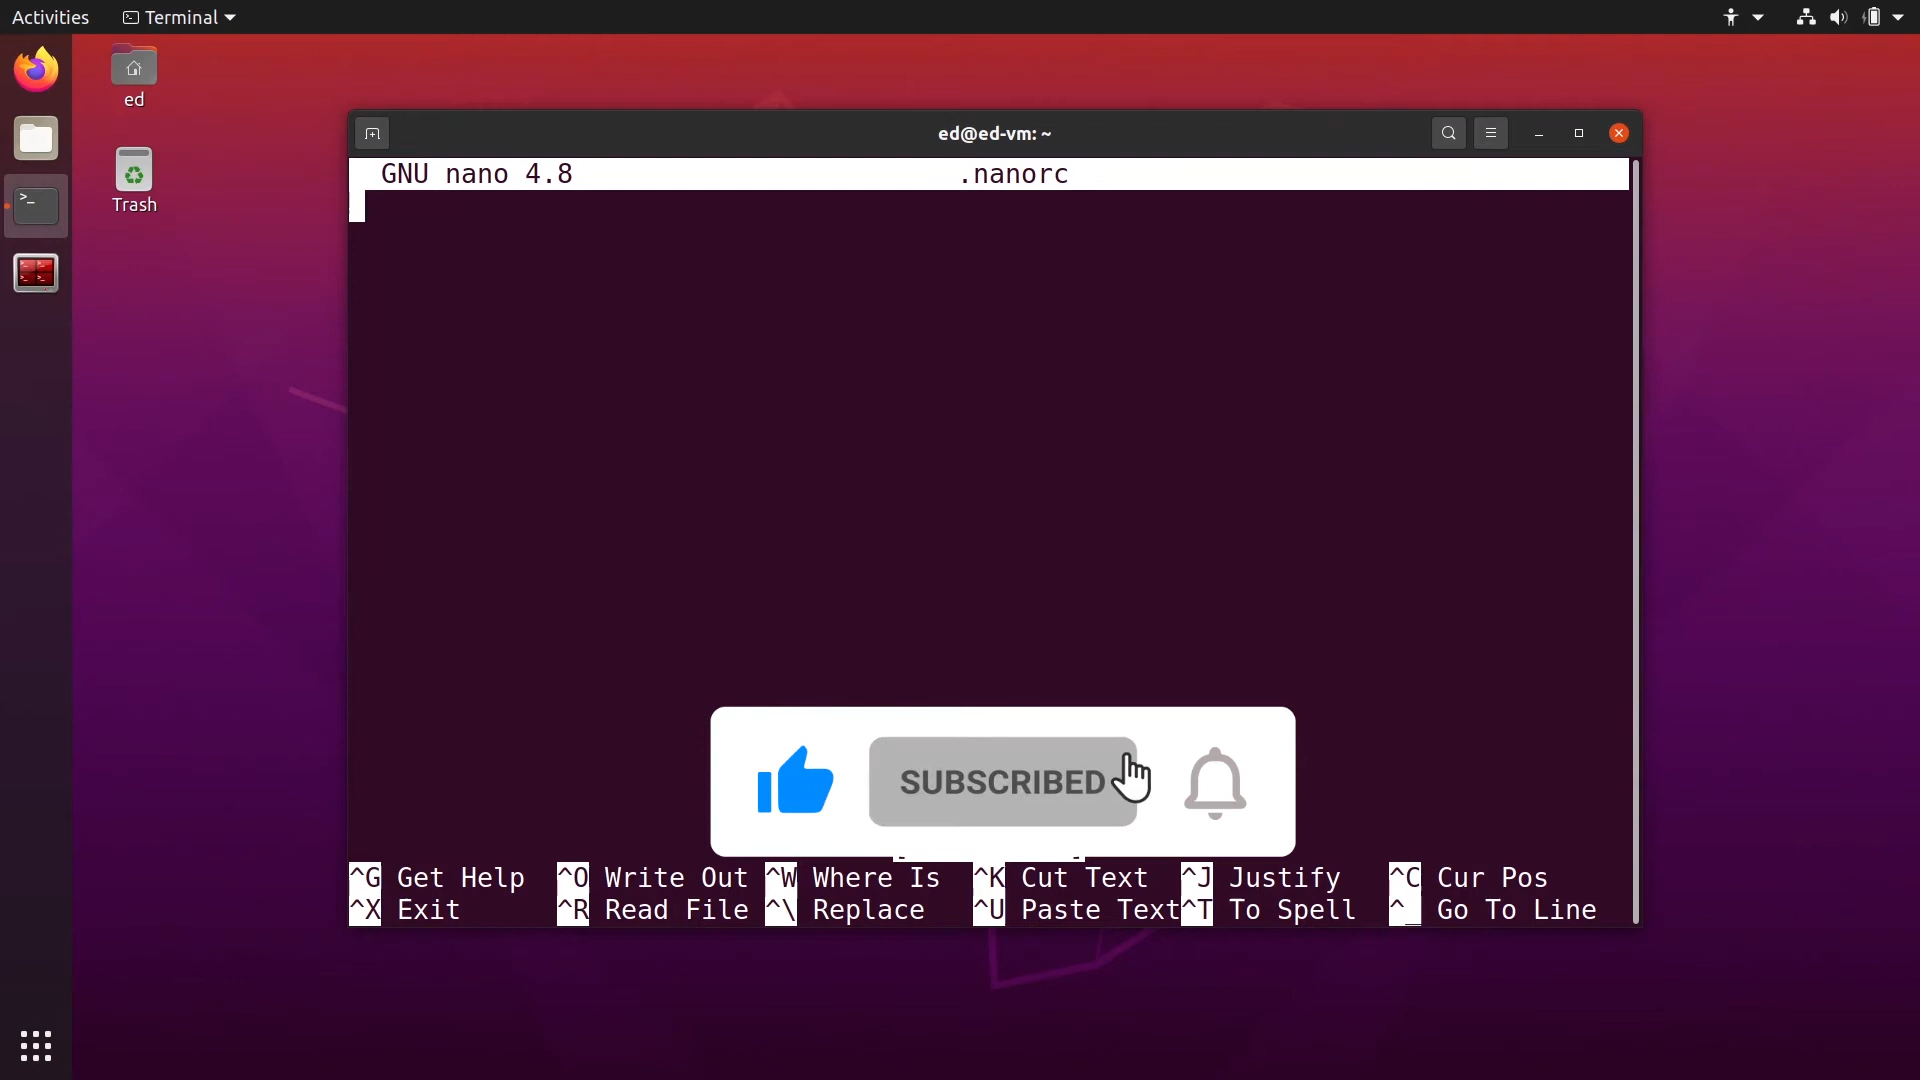 Activities Terminal
ed
Trash
ed@ed-vm: ~
GNU nano 4.8 .nanorc
SUBSCRIBED
^G Get Help ^O Write Out ^W Where Is ^K Cut Text ^J Justify ^C Cur Pos
^X Exit ^R Read File ^\ Replace ^U Paste Text ^T To Spell ^_ Go To Line